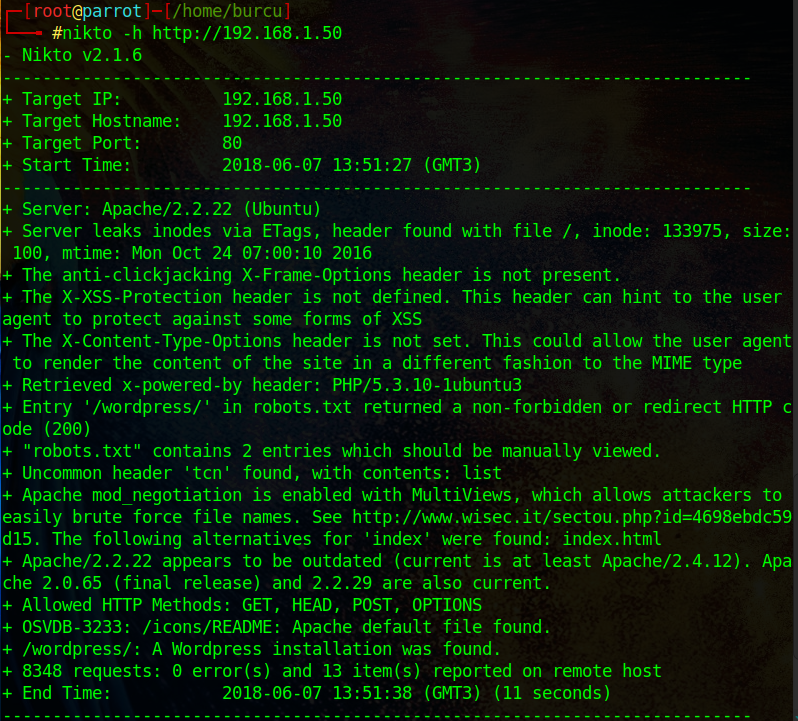 ┌─[root@parrot]─[/home/burcu]
└──╼ #nikto -h http://192.168.1.50
- Nikto v2.1.6
---------------------------------------------------------------------------
+ Target IP:          192.168.1.50
+ Target Hostname:    192.168.1.50
+ Target Port:        80
+ Start Time:         2018-06-07 13:51:27 (GMT3)
---------------------------------------------------------------------------
+ Server: Apache/2.2.22 (Ubuntu)
+ Server leaks inodes via ETags, header found with file /, inode: 133975, size:
 100, mtime: Mon Oct 24 07:00:10 2016
+ The anti-clickjacking X-Frame-Options header is not present.
+ The X-XSS-Protection header is not defined. This header can hint to the user
agent to protect against some forms of XSS
+ The X-Content-Type-Options header is not set. This could allow the user agent
 to render the content of the site in a different fashion to the MIME type
+ Retrieved x-powered-by header: PHP/5.3.10-1ubuntu3
+ Entry '/wordpress/' in robots.txt returned a non-forbidden or redirect HTTP c
ode (200)
+ "robots.txt" contains 2 entries which should be manually viewed.
+ Uncommon header 'tcn' found, with contents: list
+ Apache mod_negotiation is enabled with MultiViews, which allows attackers to
easily brute force file names. See http://www.wisec.it/sectou.php?id=4698ebdc59
d15. The following alternatives for 'index' were found: index.html
+ Apache/2.2.22 appears to be outdated (current is at least Apache/2.4.12). Apa
che 2.0.65 (final release) and 2.2.29 are also current.
+ Allowed HTTP Methods: GET, HEAD, POST, OPTIONS
+ OSVDB-3233: /icons/README: Apache default file found.
+ /wordpress/: A Wordpress installation was found.
+ 8348 requests: 0 error(s) and 13 item(s) reported on remote host
+ End Time:           2018-06-07 13:51:38 (GMT3) (11 seconds)
---------------------------------------------------------------------------